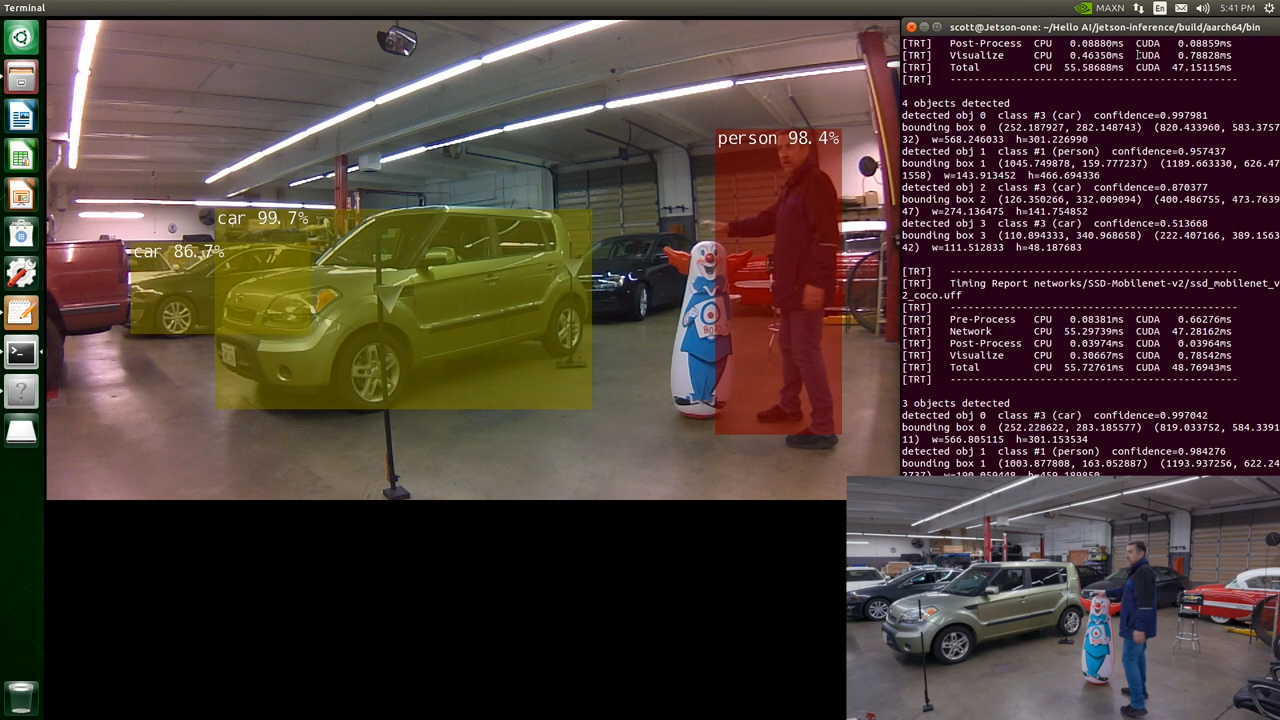 Terminal
MAXN
En
5:41 PM
scott@Jetson-one: ~/Hello AI/jetson-inference/build/aarch64/bin
person 98.4%
car 99.7%
car 86.7%
[TRT] Post-Process CPU 0.08880ms CUDA 0.08859ms
[TRT] Visualize CPU 0.46350ms CUDA 0.78828ms
[TRT] Total CPU 55.58688ms CUDA 47.15115ms
[TRT] -----------------------------------------
4 objects detected
detected obj 0 class #3 (car) confidence=0.997981
bounding box 0 (252.187927, 282.148743) (820.433960, 583.3757
32) w=568.246033 h=301.226990
detected obj 1 class #1 (person) confidence=0.957437
bounding box 1 (1045.749878, 159.777237) (1189.663330, 626.47
1558) w=143.913452 h=466.694336
detected obj 2 class #3 (car) confidence=0.870377
bounding box 2 (126.350266, 332.009094) (400.486755, 473.7639
47) w=274.136475 h=141.754852
detected obj 3 class #3 (car) confidence=0.513668
bounding box 3 (110.894333, 340.968658) (222.407166, 389.1563
42) w=111.512833 h=48.187683
[TRT] -----------------------------------------
[TRT] Timing Report networks/SSD-Mobilenet-v2/ssd_mobilenet_v
2_coco.uff
[TRT] -----------------------------------------
[TRT] Pre-Process CPU 0.08381ms CUDA 0.66276ms
[TRT] Network CPU 55.29739ms CUDA 47.28162ms
[TRT] Post-Process CPU 0.03974ms CUDA 0.03964ms
[TRT] Visualize CPU 0.30667ms CUDA 0.78542ms
[TRT] Total CPU 55.72761ms CUDA 48.76943ms
[TRT] -----------------------------------------
3 objects detected
detected obj 0 class #3 (car) confidence=0.997042
bounding box 0 (252.228622, 283.185577) (819.033752, 584.3391
11) w=566.805115 h=301.153534
detected obj 1 class #1 (person) confidence=0.984276
bounding box 1 (1003.877808, 163.052887) (1193.937256, 622.24
2737) w=190.059448 h=459.189850